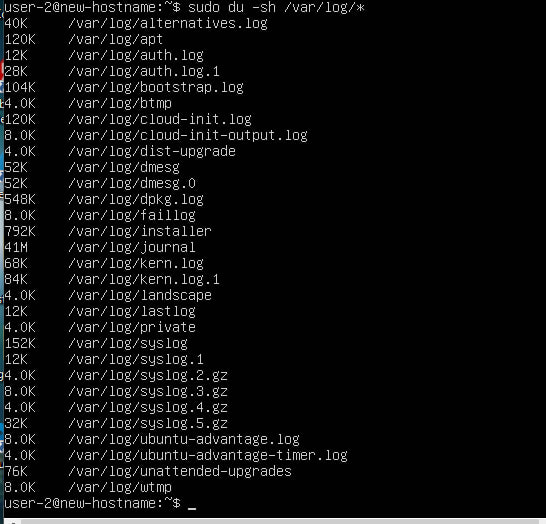 user-2@new-hostname:~$ sudo du -sh /var/log/*
40K /var/log/alternatives.log
120K /var/log/apt
12K /var/log/auth.log
28K /var/log/auth.log.1
104K /var/log/bootstrap.log
4.0K /var/log/btmp
120K /var/log/cloud-init.log
8.0K /var/log/cloud-init-output.log
4.0K /var/log/dist-upgrade
52K /var/log/dmesg
52K /var/log/dmesg.0
548K /var/log/dpkg.log
8.0K /var/log/faillog
792K /var/log/installer
41M /var/log/journal
68K /var/log/kern.log
84K /var/log/kern.log.1
4.0K /var/log/landscape
12K /var/log/lastlog
4.0K /var/log/private
152K /var/log/syslog
12K /var/log/syslog.1
4.0K /var/log/syslog.2.gz
8.0K /var/log/syslog.3.gz
4.0K /var/log/syslog.4.gz
32K /var/log/syslog.5.gz
8.0K /var/log/ubuntu-advantage.log
4.0K /var/log/ubuntu-advantage-timer.log
76K /var/log/unattended-upgrades
8.0K /var/log/wtmp
user-2@new-hostname:~$ _